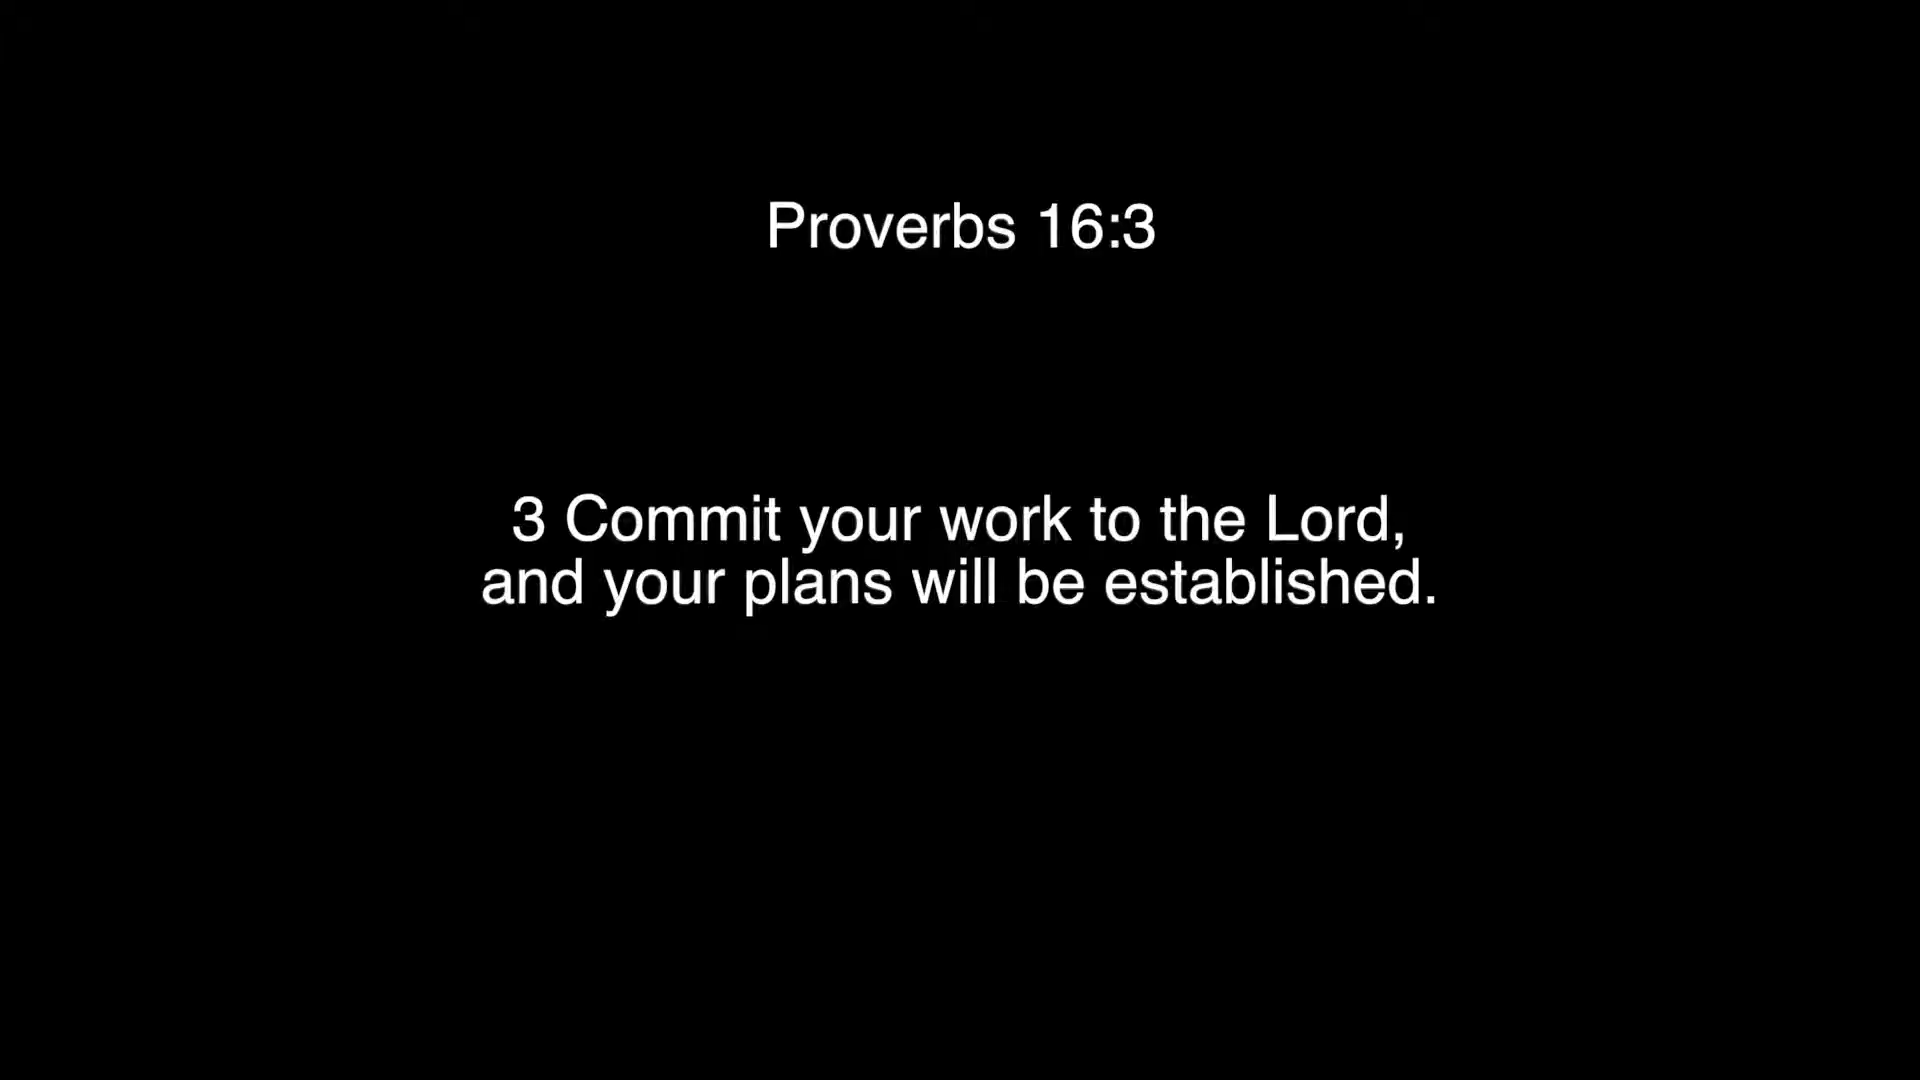 Proverbs 16:3
3 Commit your work to the Lord,
and your plans will be established.